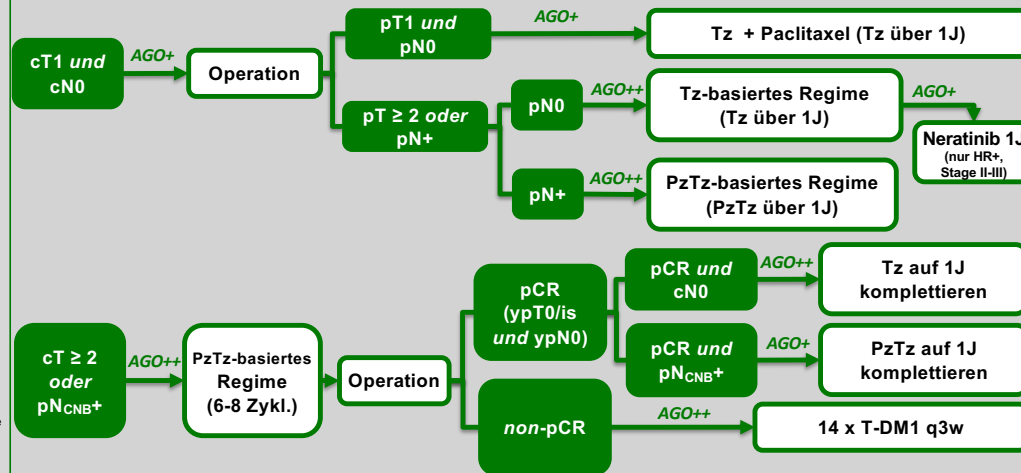 cT1 und
cN0
AGO+
Operation
pT1 und
pN0
AGO+
Tz + Paclitaxel (Tz über 1J)
pT ≥ 2 oder
pN+
pN0
AGO++
Tz-basiertes Regime
(Tz über 1J)
AGO+
Neratinib 1J
(nur HR+,
Stage II-III)
pN+
AGO++
PzTz-basiertes Regime
(PzTz über 1J)
cT ≥ 2
oder
pNCNB+
AGO++
PzTz-basiertes
Regime
(6-8 Zykl.)
Operation
pCR
(ypT0/is
und ypN0)
pCR und
cN0
AGO++
Tz auf 1J
komplettieren
pCR und
pNCNB+
AGO+
PzTz auf 1J
komplettieren
non-pCR
AGO++
14 x T-DM1 q3w